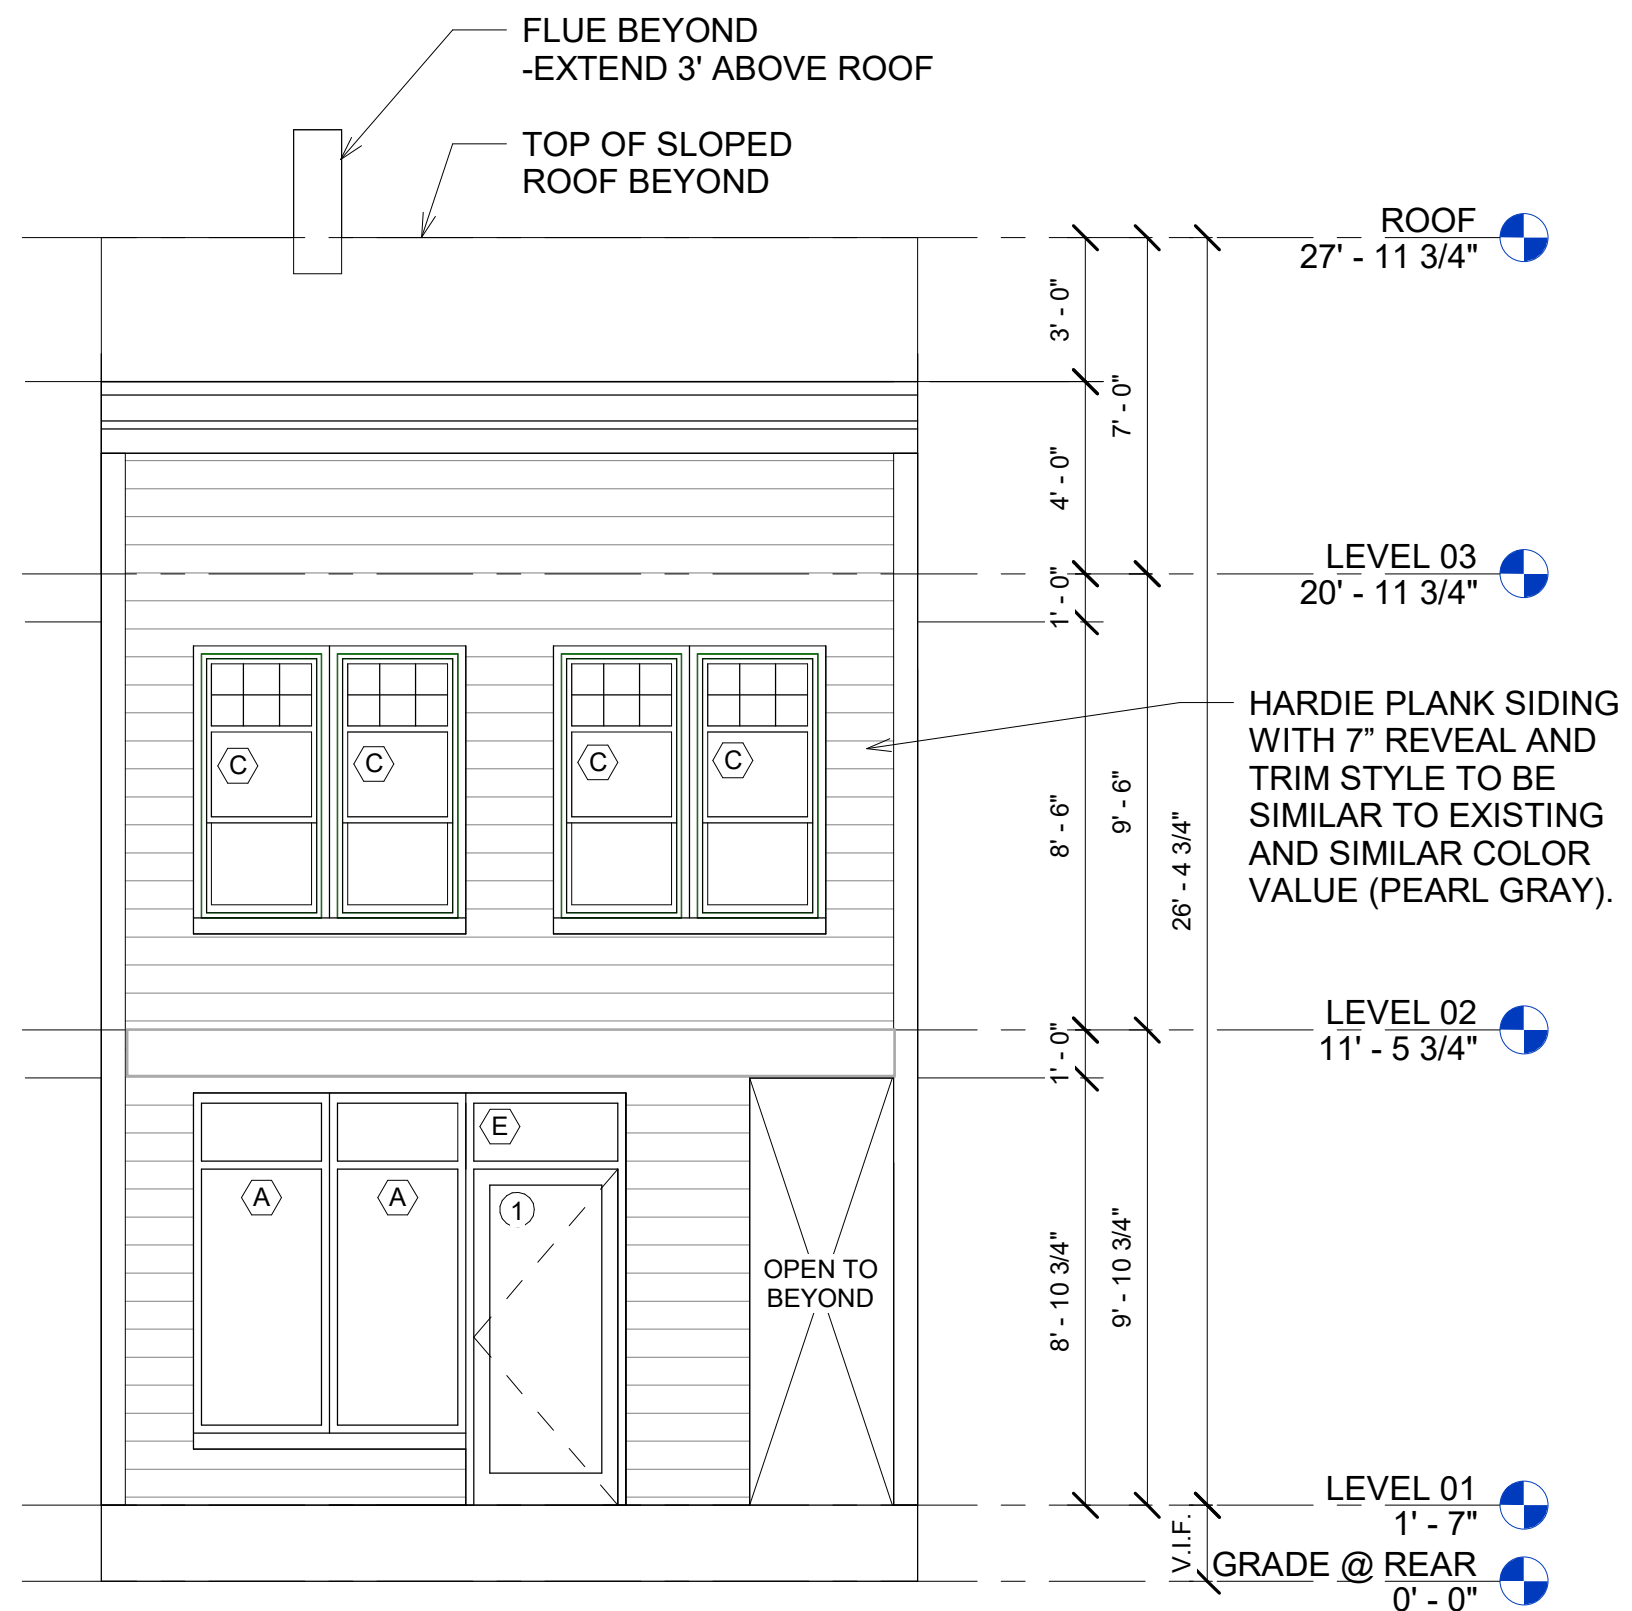 FLUE BEYOND
-EXTEND 3' ABOVE ROOF
TOP OF SLOPED
ROOF BEYOND
ROOF
27' - 11 3/4"
3' - 0"
7' - 0"
4' - 0"
LEVEL 03
20' - 11 3/4"
1' - 0"
HARDIE PLANK SIDING
WITH 7” REVEAL AND
TRIM STYLE TO BE
SIMILAR TO EXISTING
AND SIMILAR COLOR
VALUE (PEARL GRAY).
C
C
C
C
8' - 6"
9' - 6"
26' - 4 3/4"
LEVEL 02
11' - 5 3/4"
1' - 0"
E
A
A
1
OPEN TO
BEYOND
8' - 10 3/4"
9' - 10 3/4"
LEVEL 01
1' - 7"
V.I.F.
GRADE @ REAR
0' - 0"